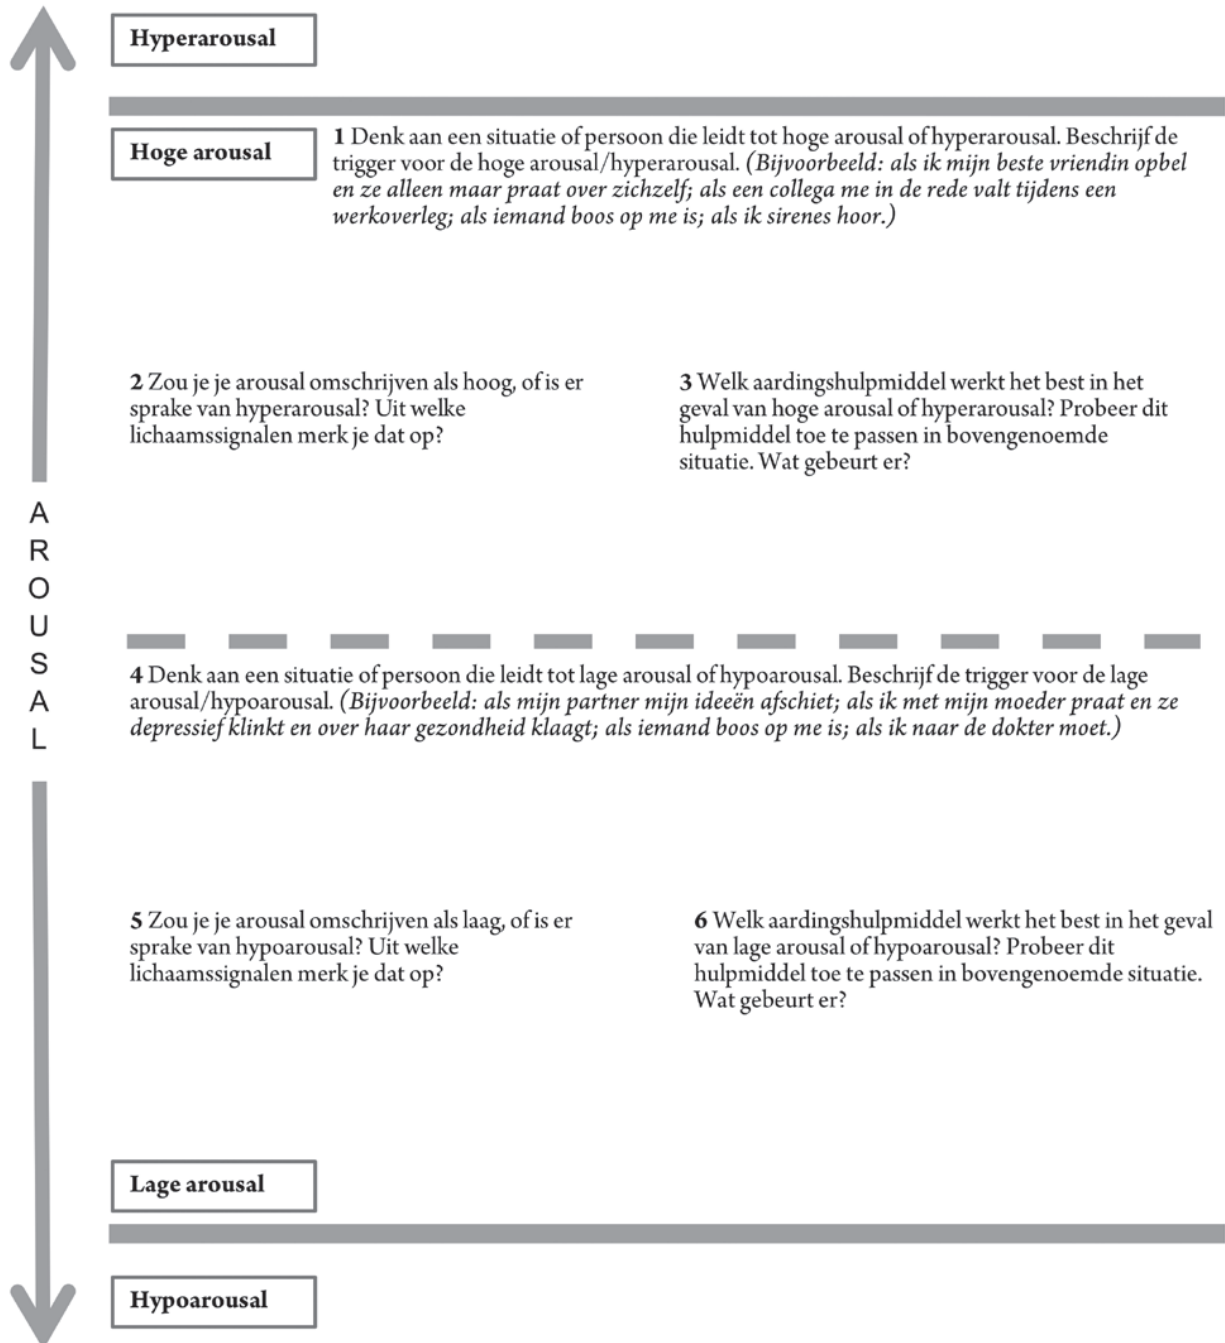 Hyperarousal
Hoge arousal
1 Denk aan een situatie of persoon die leidt tot hoge arousal of hyperarousal. Beschrijf de
trigger voor de hoge arousal/hyperarousal. (Bijvoorbeeld: als ik mijn beste vriendin opbel
en ze alleen maar praat over zichzelf; als een collega me in de rede valt tijdens een
werkoverleg; als iemand boos op me is; als ik sirenes hoor.)
2 Zou je je arousal omschrijven als hoog, of is er
sprake van hyperarousal? Uit welke
lichaamssignalen merk je dat op?
3 Welk aardingshulpmiddel werkt het best in het
geval van hoge arousal of hyperarousal? Probeer dit
hulpmiddel toe te passen in bovengenoemde
situatie. Wat gebeurt er?
A
R
O
U
S
A
L
4 Denk aan een situatie of persoon die leidt tot lage arousal of hypoarousal. Beschrijf de trigger voor de lage
arousal/hypoarousal. (Bijvoorbeeld: als mijn partner mijn ideeën afschiet; als ik met mijn moeder praat en ze
depressief klinkt en over haar gezondheid klaagt; als iemand boos op me is; als ik naar de dokter moet.)
5 Zou je je arousal omschrijven als laag, of is er
sprake van hypoarousal? Uit welke
lichaamssignalen merk je dat op?
6 Welk aardingshulpmiddel werkt het best in het geval
van lage arousal of hypoarousal? Probeer dit
hulpmiddel toe te passen in bovengenoemde situatie.
Wat gebeurt er?
Lage arousal
Hypoarousal